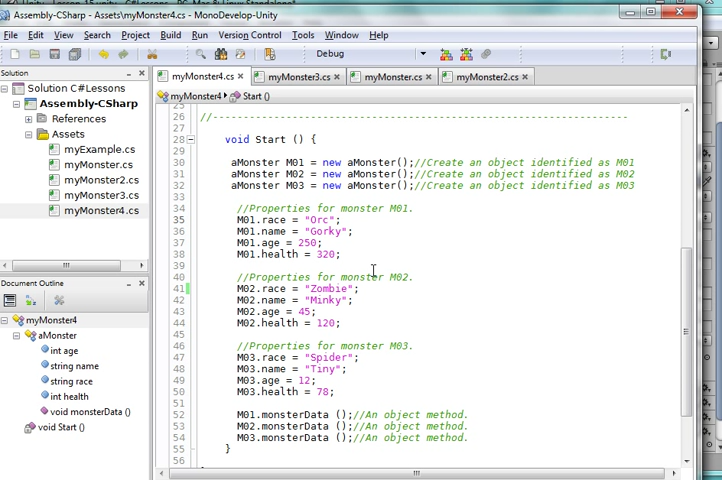 Assembly-CSharp - Assets\myMonster4.cs - MonoDevelop-Unity
File Edit View Search Project Build Run Version Control Tools Window Help
Debug
Solution
Solution C#Lessons
Assembly-CSharp
References
Assets
myExample.cs
myMonster.cs
myMonster2.cs
myMonster3.cs
myMonster4.cs
Document Outline
myMonster4
aMonster
int age
string name
string race
int health
void monsterData ()
void Start ()
myMonster4.cs myMonster3.cs myMonster.cs myMonster2.cs
myMonster4 Start ()
25
26 //-----------------------------------------------------------
27
28 void Start () {
29
30 aMonster M01 = new aMonster();//Create an object identified as M01
31 aMonster M02 = new aMonster();//Create an object identified as M02
32 aMonster M03 = new aMonster();//Create an object identified as M03
33
34 //Properties for monster M01.
35 M01.race = "Orc";
36 M01.name = "Gorky";
37 M01.age = 250;
38 M01.health = 320;
39
40 //Properties for monster M02.
41 M02.race = "Zombie";
42 M02.name = "Minky";
43 M02.age = 45;
44 M02.health = 120;
45
46 //Properties for monster M03.
47 M03.race = "Spider";
48 M03.name = "Tiny";
49 M03.age = 12;
50 M03.health = 78;
51
52 M01.monsterData ();//An object method.
53 M02.monsterData ();//An object method.
54 M03.monsterData ();//An object method.
55 }
56